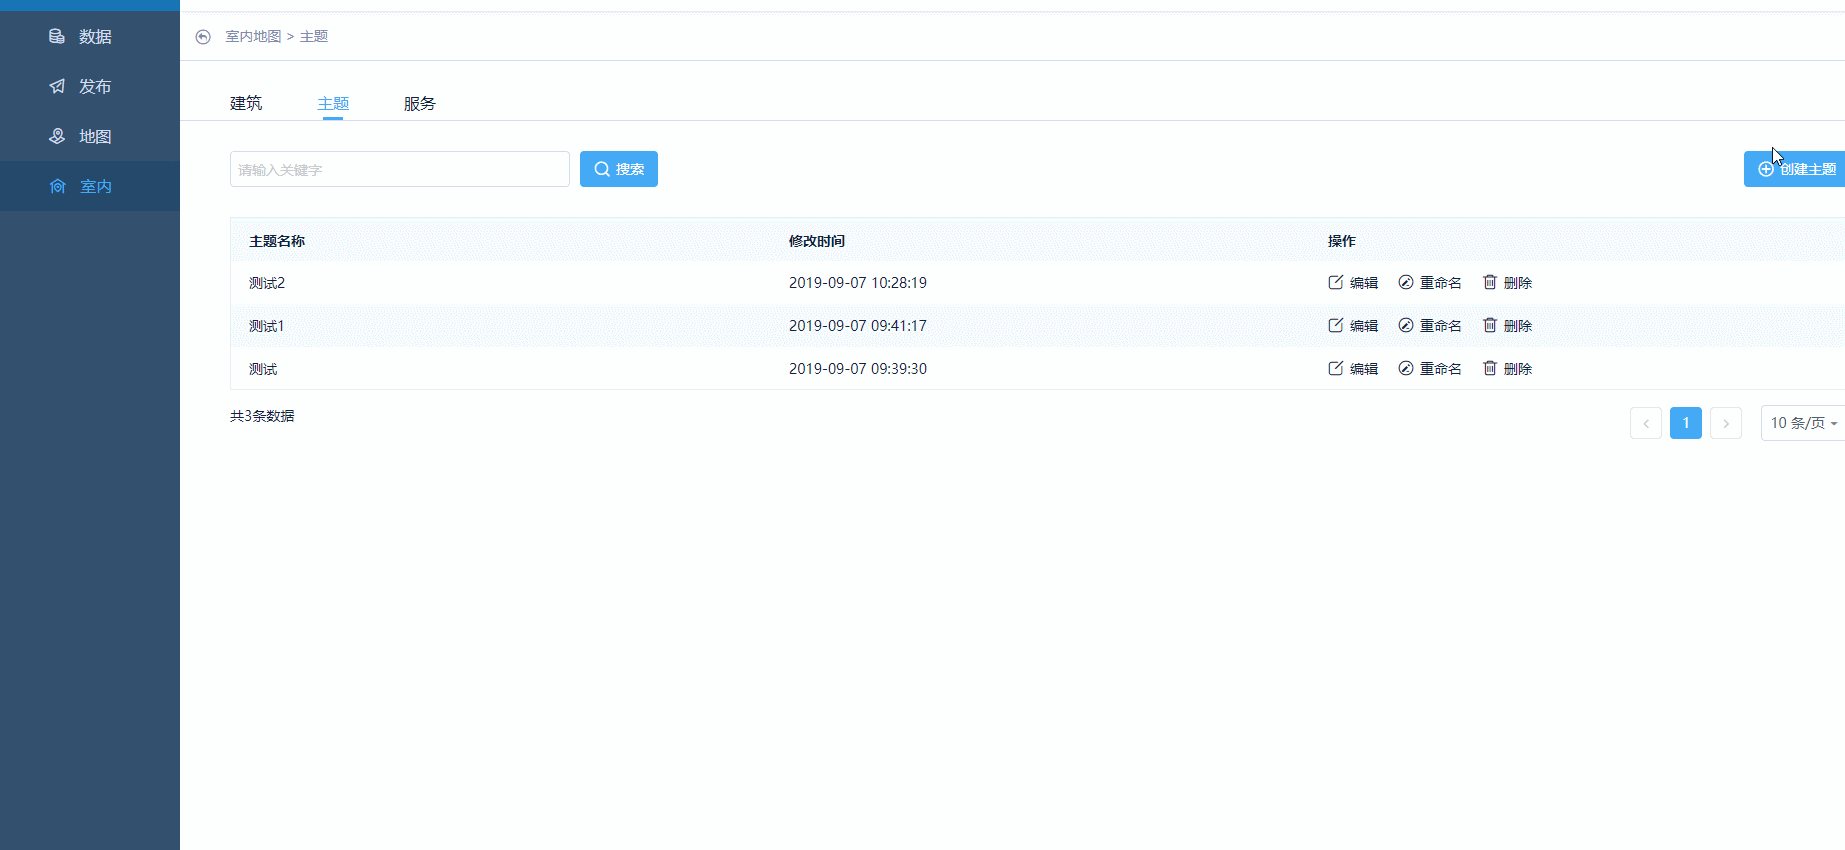 数据
发布
地图
室内
室内地图 > 主题
建筑 主题 服务
请输入关键字 搜索 创建主题
主题名称 修改时间 操作
测试2 2019-09-07 10:28:19 编辑 重命名 删除
测试1 2019-09-07 09:41:17 编辑 重命名 删除
测试 2019-09-07 09:39:30 编辑 重命名 删除
共3条数据 < 1 > 10 条/页